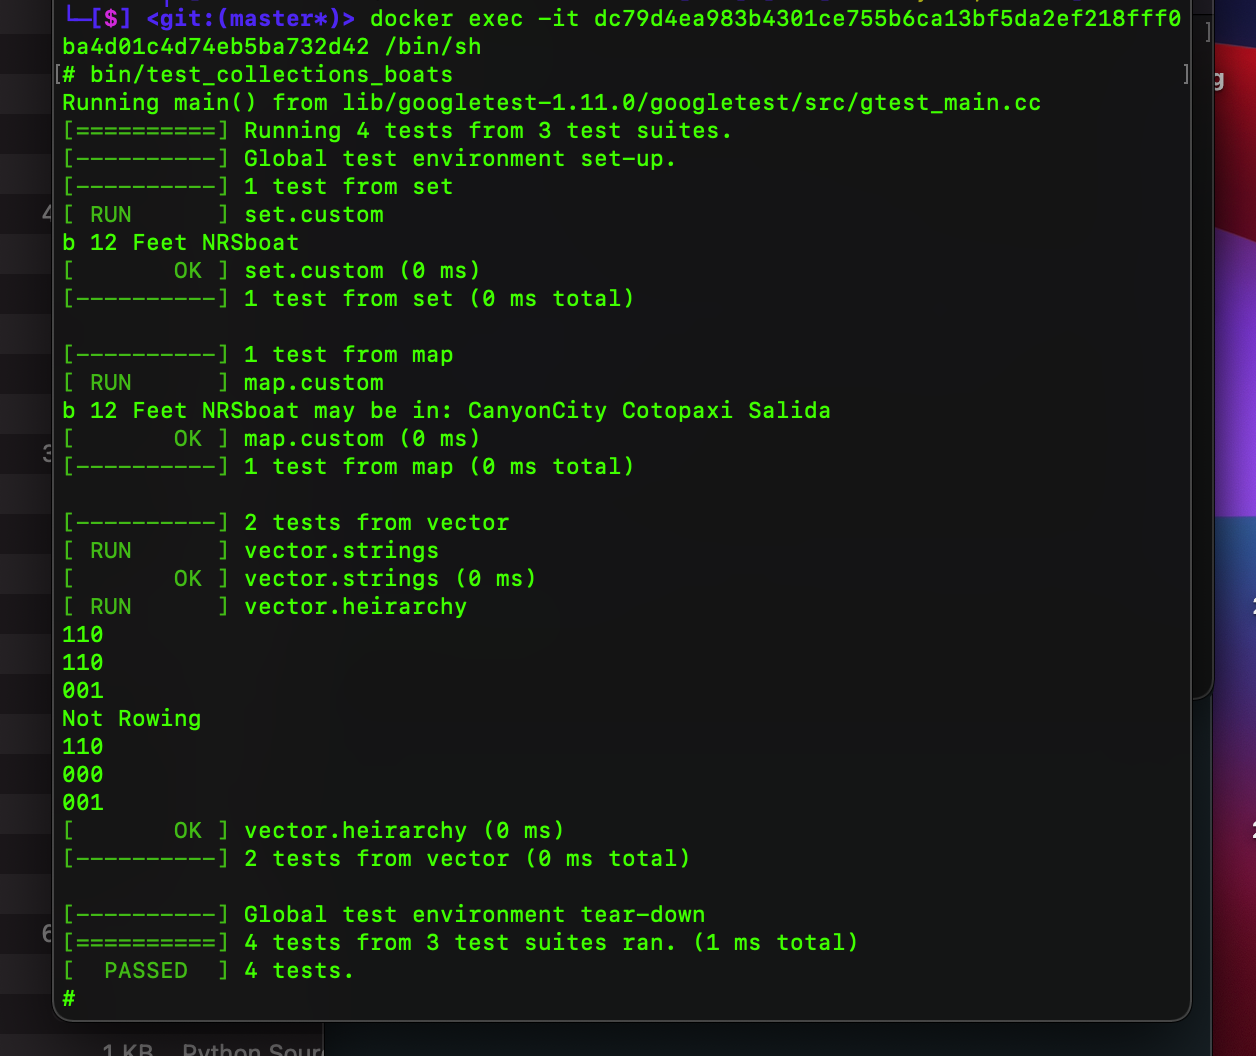 └─[$] <git:(master*)> docker exec -it dc79d4ea983b4301ce755b6ca13bf5da2ef218fff0
ba4d01c4d74eb5ba732d42 /bin/sh
[# bin/test_collections_boats ]
Running main() from lib/googletest-1.11.0/googletest/src/gtest_main.cc
[==========] Running 4 tests from 3 test suites.
[----------] Global test environment set-up.
[----------] 1 test from set
[ RUN      ] set.custom
b 12 Feet NRSboat
[       OK ] set.custom (0 ms)
[----------] 1 test from set (0 ms total)

[----------] 1 test from map
[ RUN      ] map.custom
b 12 Feet NRSboat may be in: CanyonCity Cotopaxi Salida
[       OK ] map.custom (0 ms)
[----------] 1 test from map (0 ms total)

[----------] 2 tests from vector
[ RUN      ] vector.strings
[       OK ] vector.strings (0 ms)
[ RUN      ] vector.heirarchy
110
110
001
Not Rowing
110
000
001
[       OK ] vector.heirarchy (0 ms)
[----------] 2 tests from vector (0 ms total)

[----------] Global test environment tear-down
[==========] 4 tests from 3 test suites ran. (1 ms total)
[  PASSED  ] 4 tests.
#
1 KB Python